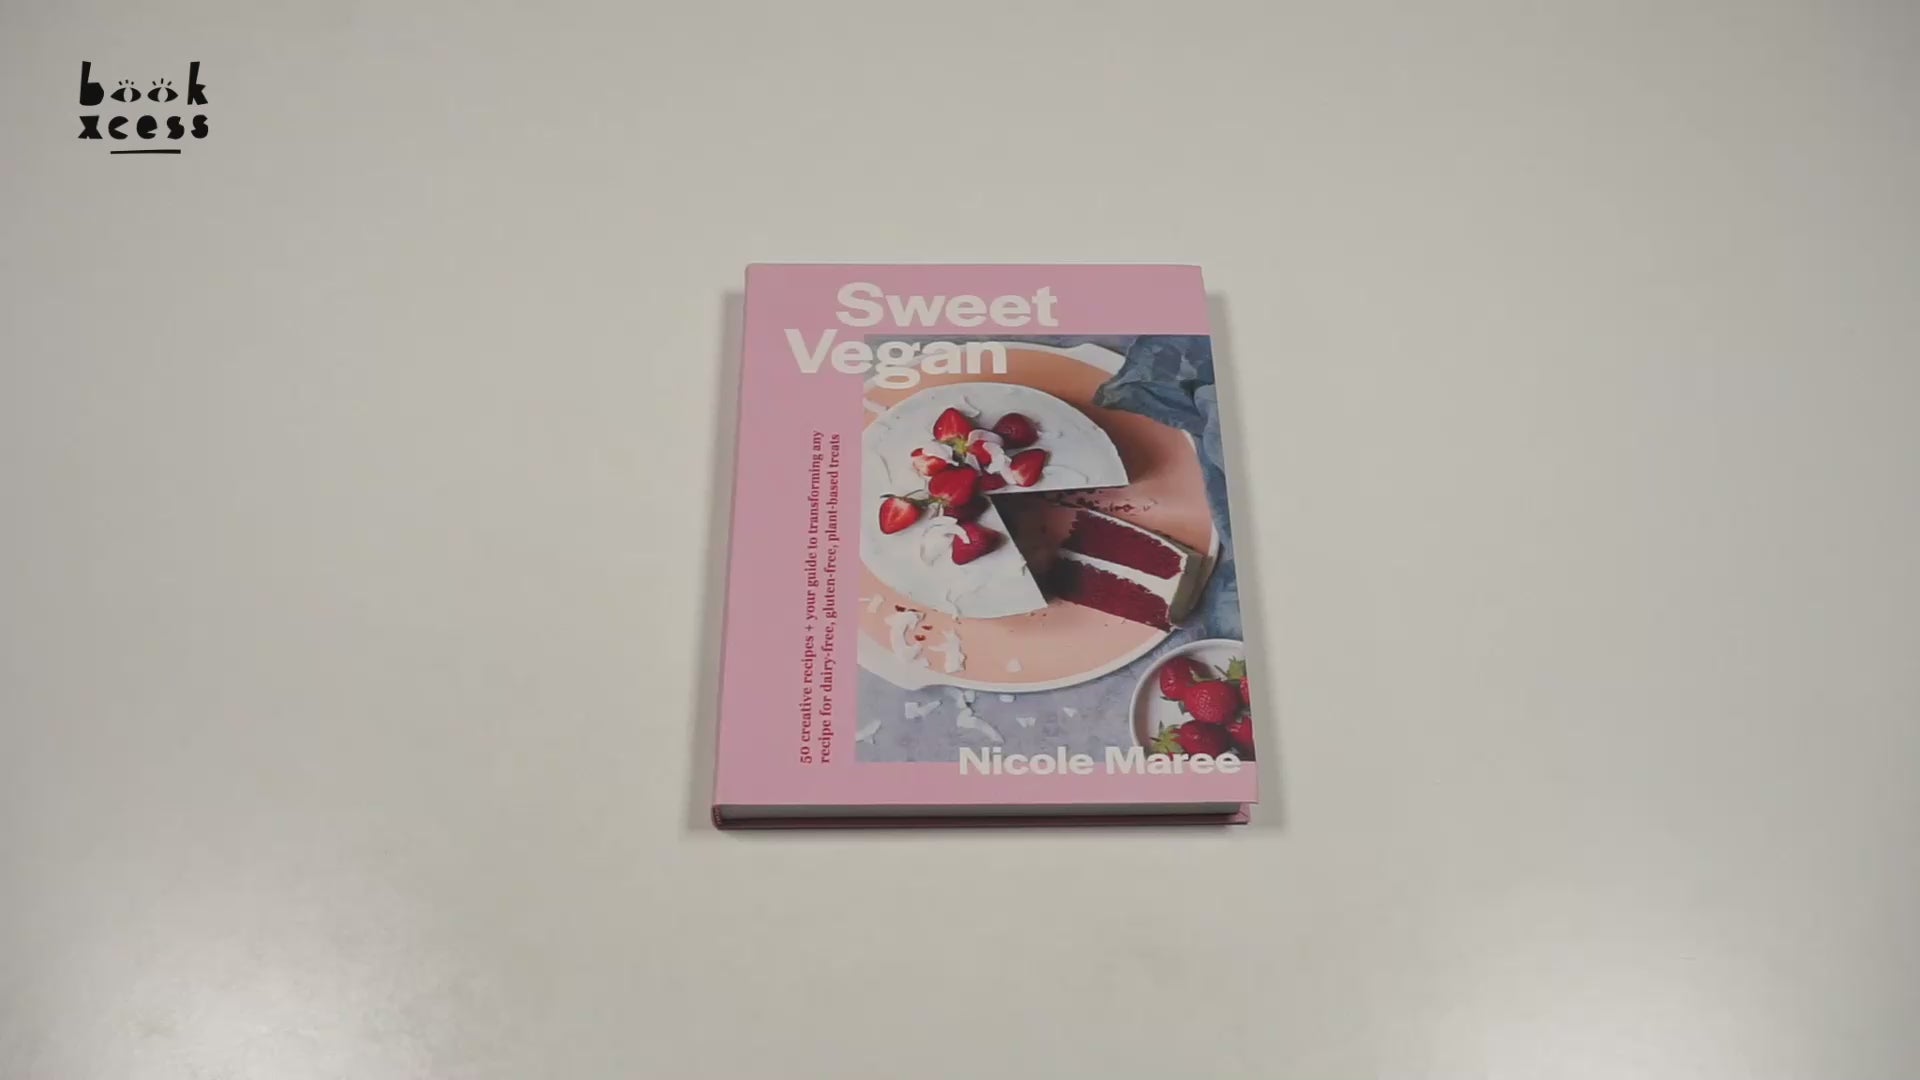 book
xcess
Sweet
Vegan
50 creative recipes + your guide to transforming any
recipe for dairy-free, gluten-free, plant-based treats
Nicole Maree